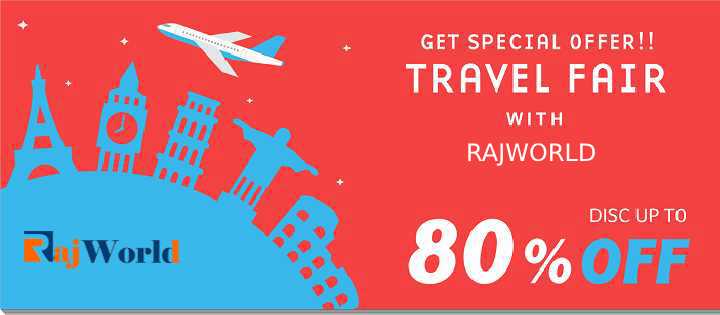 GET SPECIAL OFFER!!
TRAVEL FAIR
WITH
RAJWORLD
DISC UP TO
80% OFF
RajWorld